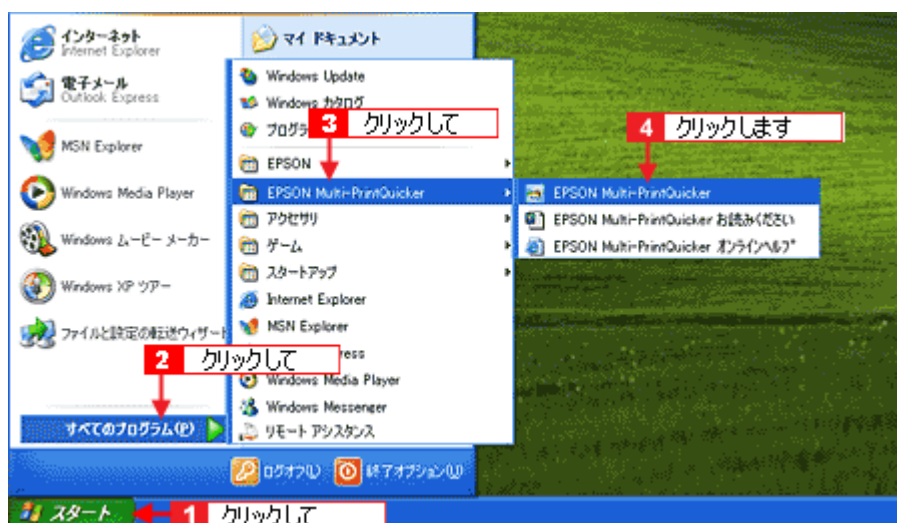 インターネット
Internet Explorer
電子メール
Outlook Express
MSN Explorer
Windows Media Player
Windows ムービー メーカー
Windows XP ツアー
ファイルと設定の転送ウィザード
2 クリックして
すべてのプログラム(P)
マイ ドキュメント
Windows Update
Windows カタログ
プログラ
3 クリックして
EPSON
EPSON Multi-PrintQuicker
アクセサリ
ゲーム
スタートアップ
Internet Explorer
MSN Explorer
ress
Windows Media Player
Windows Messenger
リモート アシスタンス
4 クリックします
EPSON Multi-PrintQuicker
EPSON Multi-PrintQuicker お読みください
EPSON Multi-PrintQuicker オンラインヘルプ
ログオフ(L)
終了オプション(U)
スタート
1 クリックして